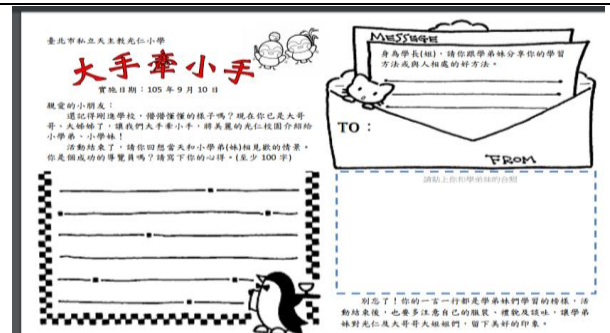 臺北市私立天主教光仁小學
大手牽小手
實施日期：105 年 9 月 10 日
親愛的小朋友：
還記得剛進學校，懵懵懂懂的樣子嗎？現在你已是大哥
哥、大姊姊了，讓我們大手牽小手，將美麗的光仁校園介紹給
小學弟、小學妹！
活動結束了，請你回想當天和小學弟(妹)相見歡的情景。
你是個成功的導覽員嗎？請寫下你的心得。(至少 100 字)
MESSAGE
身為學長(姐)，請你跟學弟妹分享你的學習
方法或與人相處的好方法。
TO：
FROM
請貼上你和學弟妹的合照
別忘了！你的一言一行都是學弟妹們學習的榜樣，活
動結束後，也要多注意自己的服裝、禮貌及談吐，讓學弟
妹對光仁及大哥哥大姐姐們，留下美好的印象。